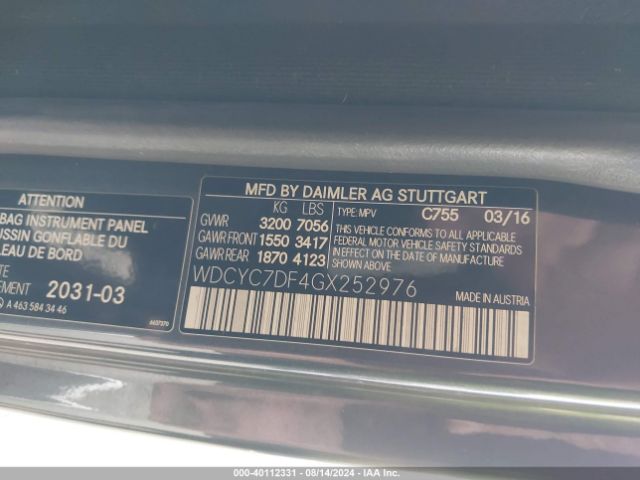 ATTENTION
BAG INSTRUMENT PANEL
USSIN GONFLABLE DU
LEAU DE BORD
EMENT 2031-03
A 463 584 34 46
MFD BY DAIMLER AG STUTTGART
KG LBS
GVWR 3200 7056
GAWR FRONT 1550 3417
GAWR REAR 1870 4123
TYPE: MPV C755 03/16
THIS VEHICLE CONFORMS TO ALL APPLICABLE
FEDERAL MOTOR VEHICLE SAFETY STANDARDS
IN EFFECT ON THE DATE OF MANUFACTURE
SHOWN ABOVE.
WDCYC7DF4GX252976
MADE IN AUSTRIA
000-40112331 - 08/14/2024 - IAAI.COM